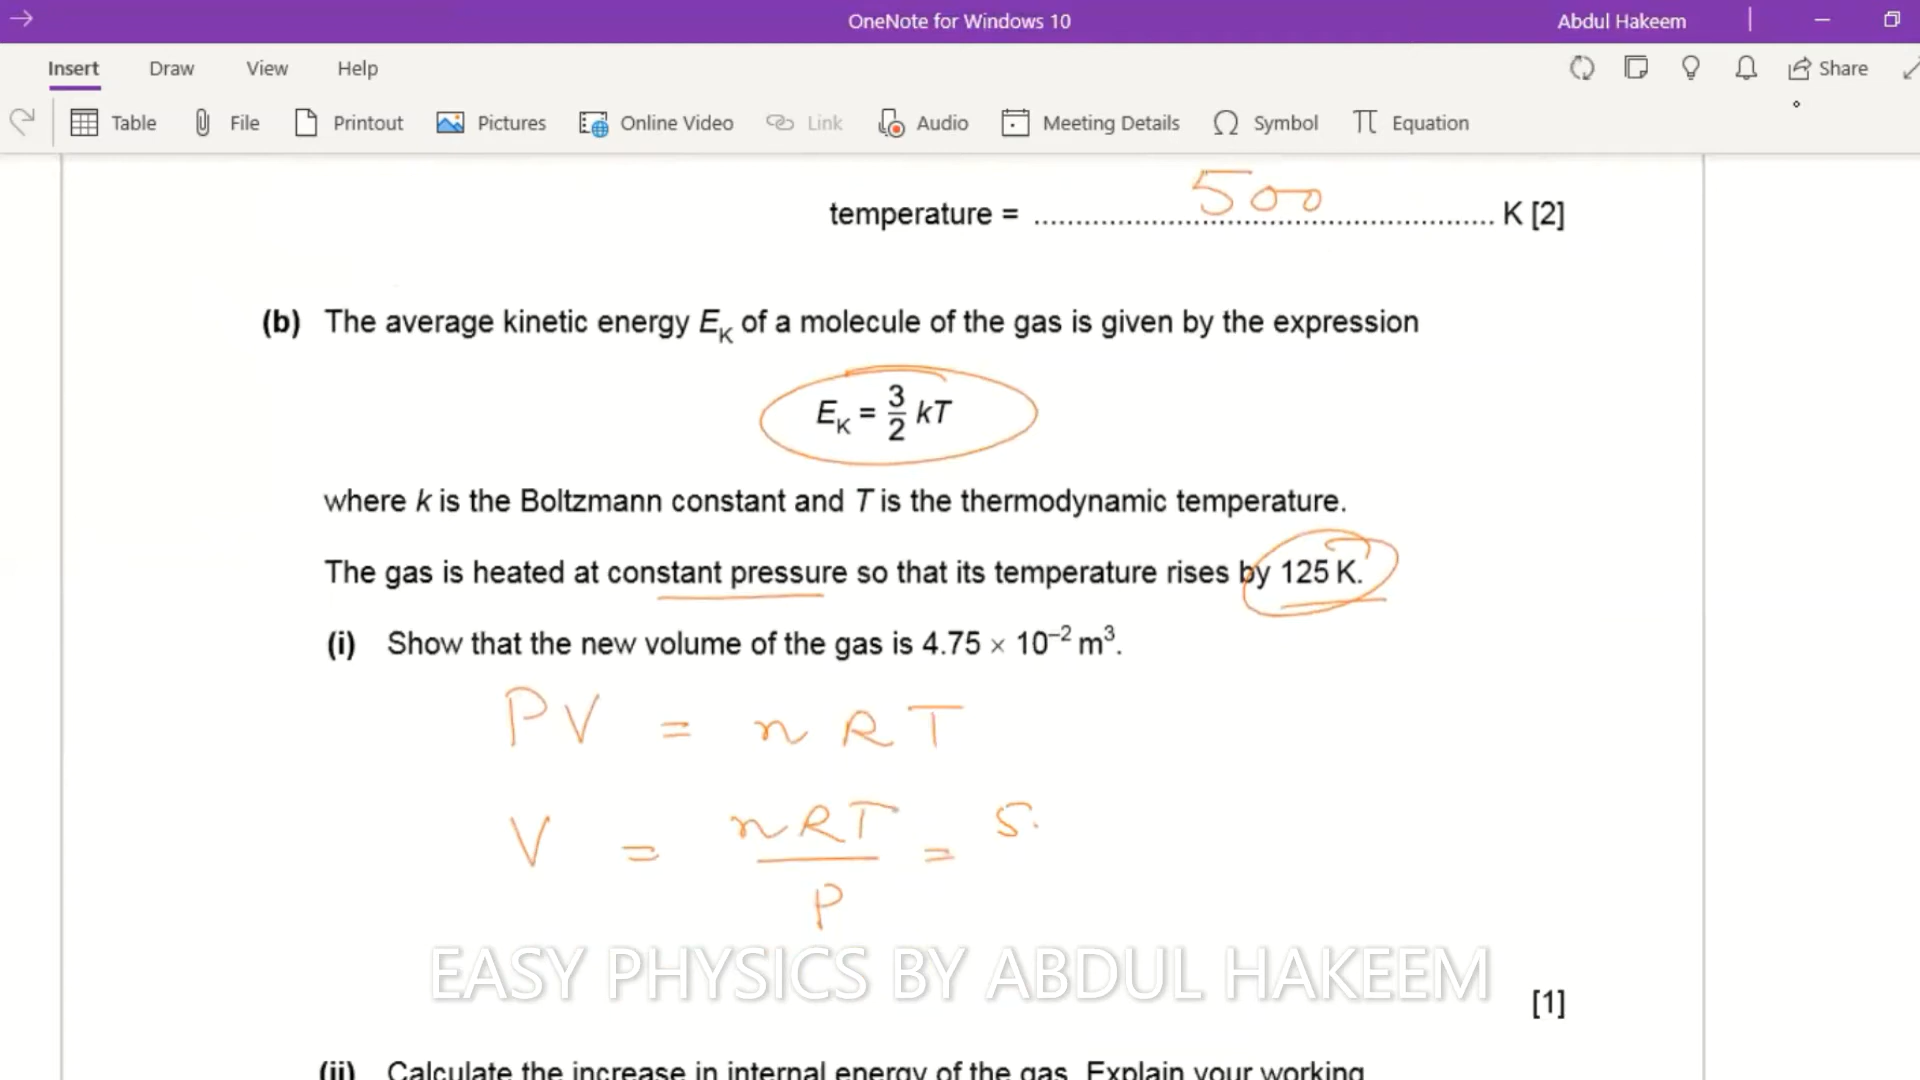 OneNote for Windows 10 Abdul Hakeem
Insert Draw View Help Share
Table File Printout Pictures Online Video Link Audio Meeting Details Symbol Equation
500
temperature = .......................................................... K [2]
(b) The average kinetic energy E_K of a molecule of the gas is given by the expression
E_K = 3/2 kT
where k is the Boltzmann constant and T is the thermodynamic temperature.
The gas is heated at constant pressure so that its temperature rises by 125 K.
(i) Show that the new volume of the gas is 4.75 × 10⁻² m³.
PV = nRT
V = nRT/P = 5.
EASY PHYSICS BY ABDUL HAKEEM
[1]
(ii) Calculate the increase in internal energy of the gas. Explain your working